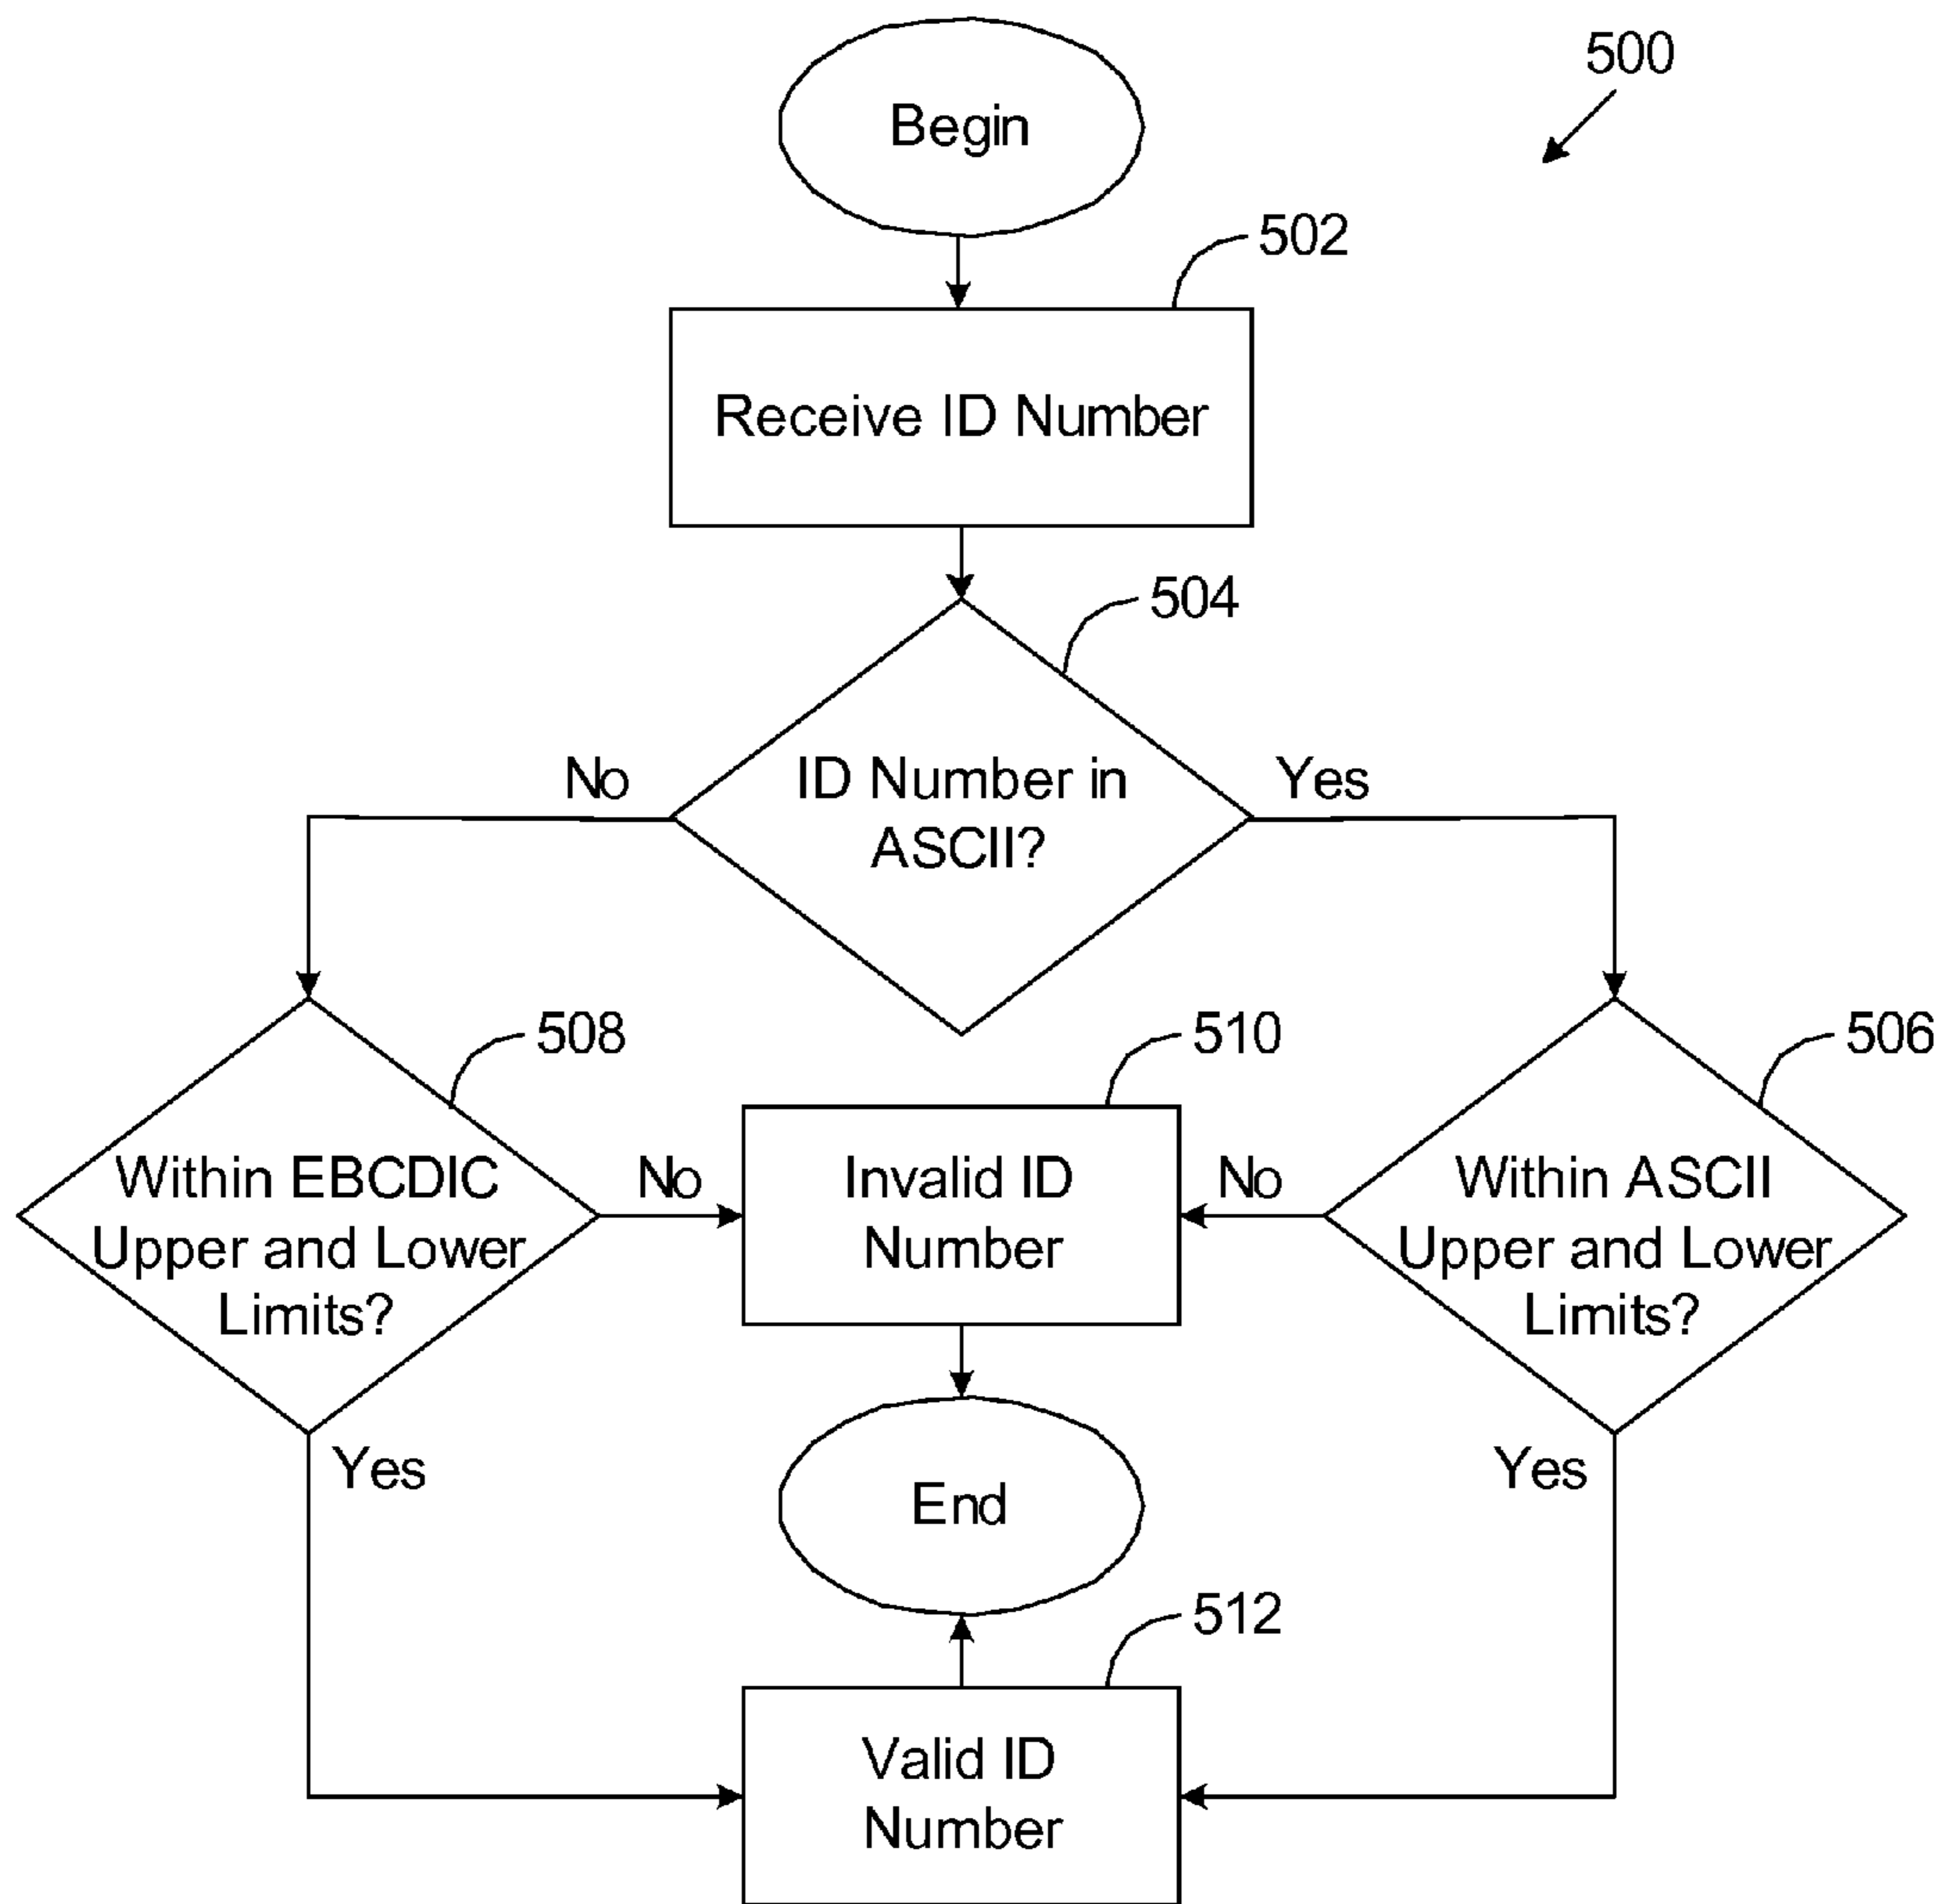 500
Begin
502
Receive ID Number
504
No
ID Number in
ASCII?
Yes
508
510
506
Within EBCDIC
Upper and Lower
Limits?
No
Invalid ID
Number
No
Within ASCII
Upper and Lower
Limits?
Yes
End
Yes
512
Valid ID
Number